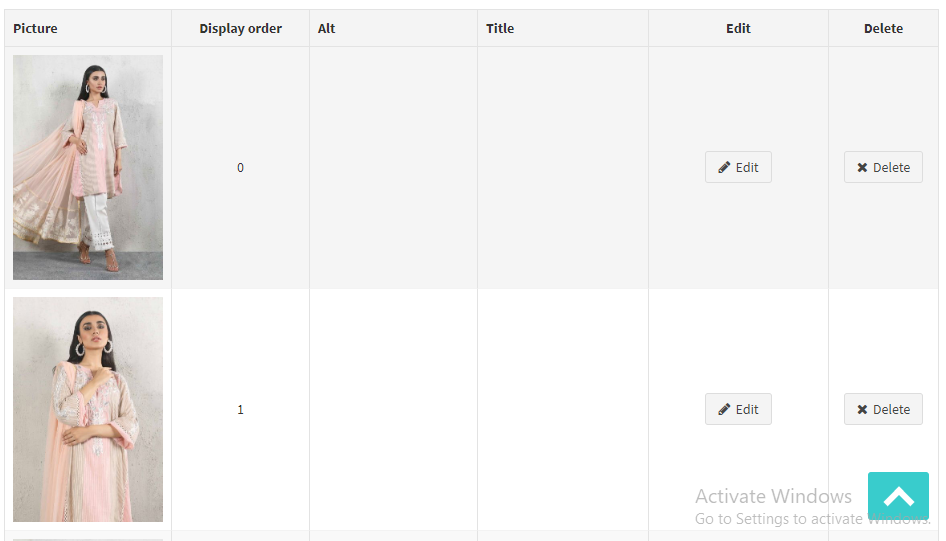 Picture Display order Alt Title Edit Delete
0 Edit Delete
1 Edit Delete
Activate Windows
Go to Settings to activate Windows.